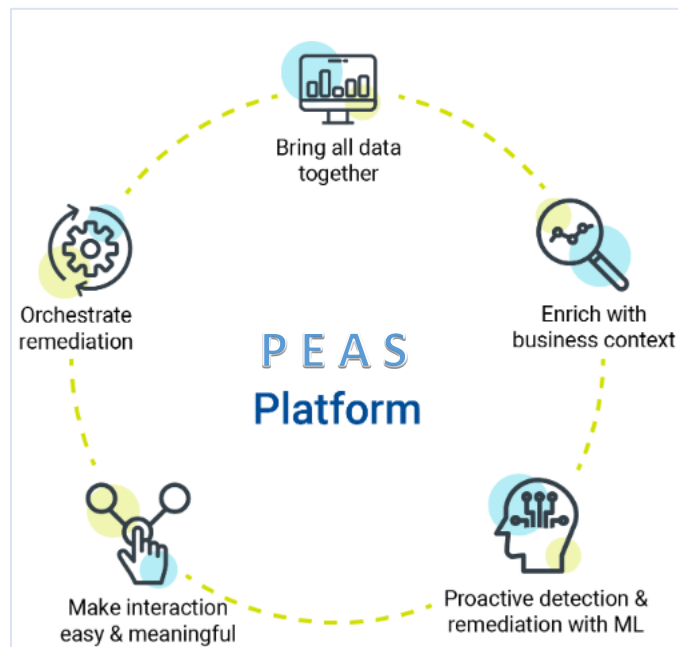 Bring all data
together
Enrich with
business context
Proactive detection &
remediation with ML
Make interaction
easy & meaningful
Orchestrate
remediation
PEAS
Platform